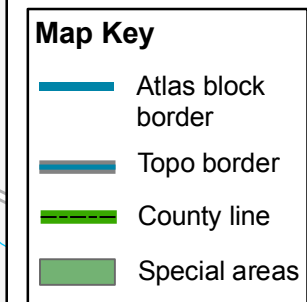 Map Key
Atlas block
border
Topo border
County line
Special areas